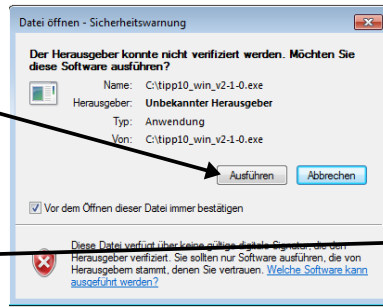 Datei öffnen - Sicherheitswarnung
Der Herausgeber konnte nicht verifiziert werden. Möchten Sie
diese Software ausführen?
Name: C:\tipp10_win_v2-1-0.exe
Herausgeber: Unbekannter Herausgeber
Typ: Anwendung
Von: C:\tipp10_win_v2-1-0.exe
Ausführen Abbrechen
Vor dem Öffnen dieser Datei immer bestätigen
Diese Datei verfügt über keine gültige digitale Signatur, die den
Herausgeber verifiziert. Sie sollten nur Software ausführen, die von
Herausgebern stammt, denen Sie vertrauen. Welche Software kann
ausgeführt werden?